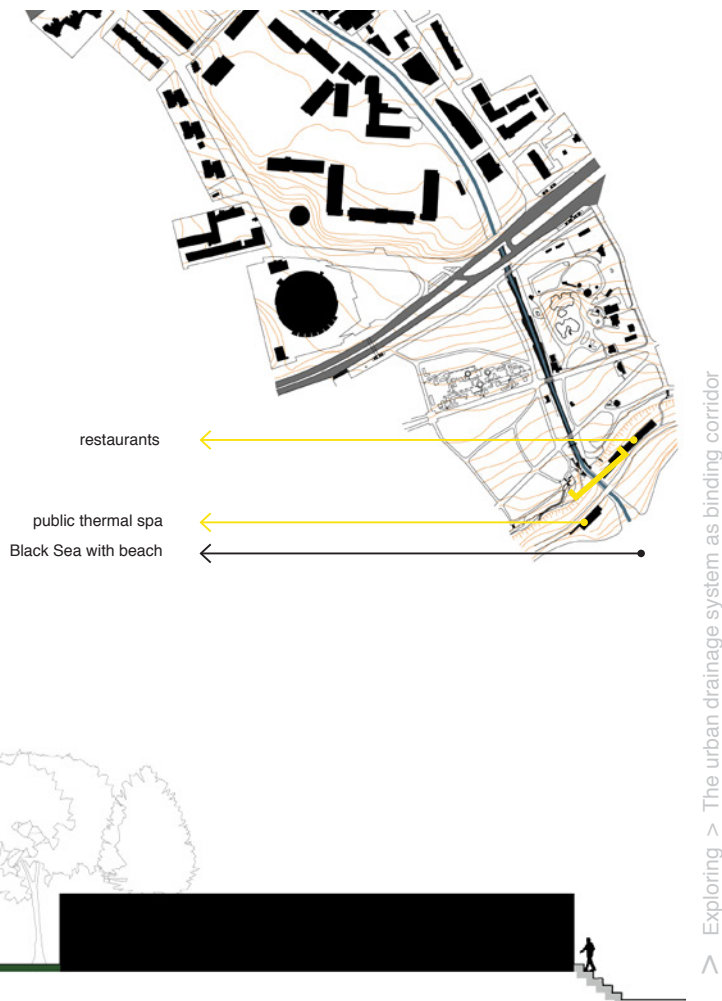 restaurants
public thermal spa
Black Sea with beach
> Exploring > The urban drainage system as binding corridor